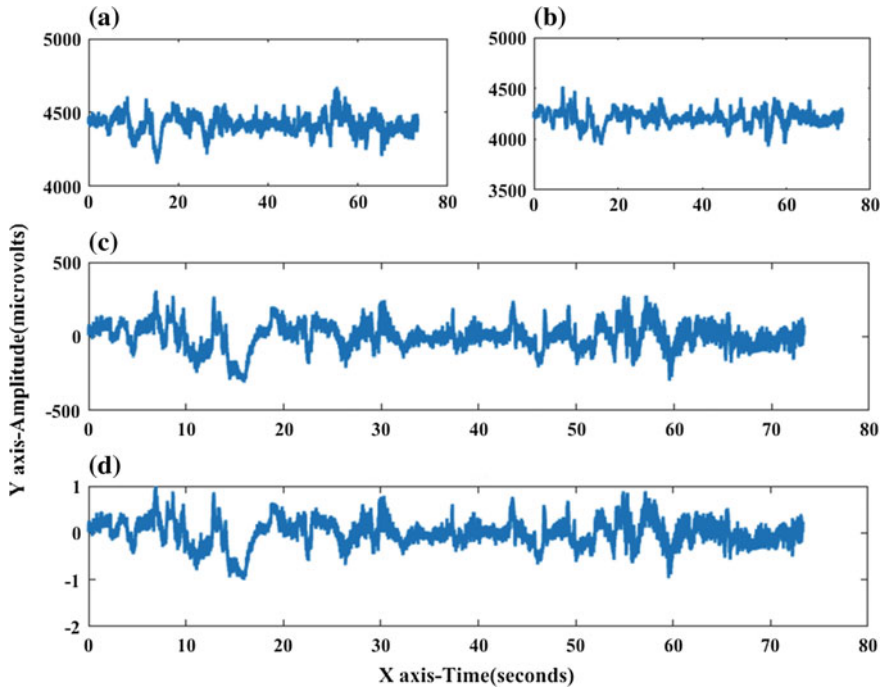 (a)
5000
4500
4000
0 20 40 60 80
(b)
5000
4500
4000
3500
0 20 40 60 80
Y axis-Amplitude(microvolts)
(c)
500
0
-500
0 10 20 30 40 50 60 70 80
(d)
1
0
-1
-2
0 10 20 30 40 50 60 70 80
X axis-Time(seconds)